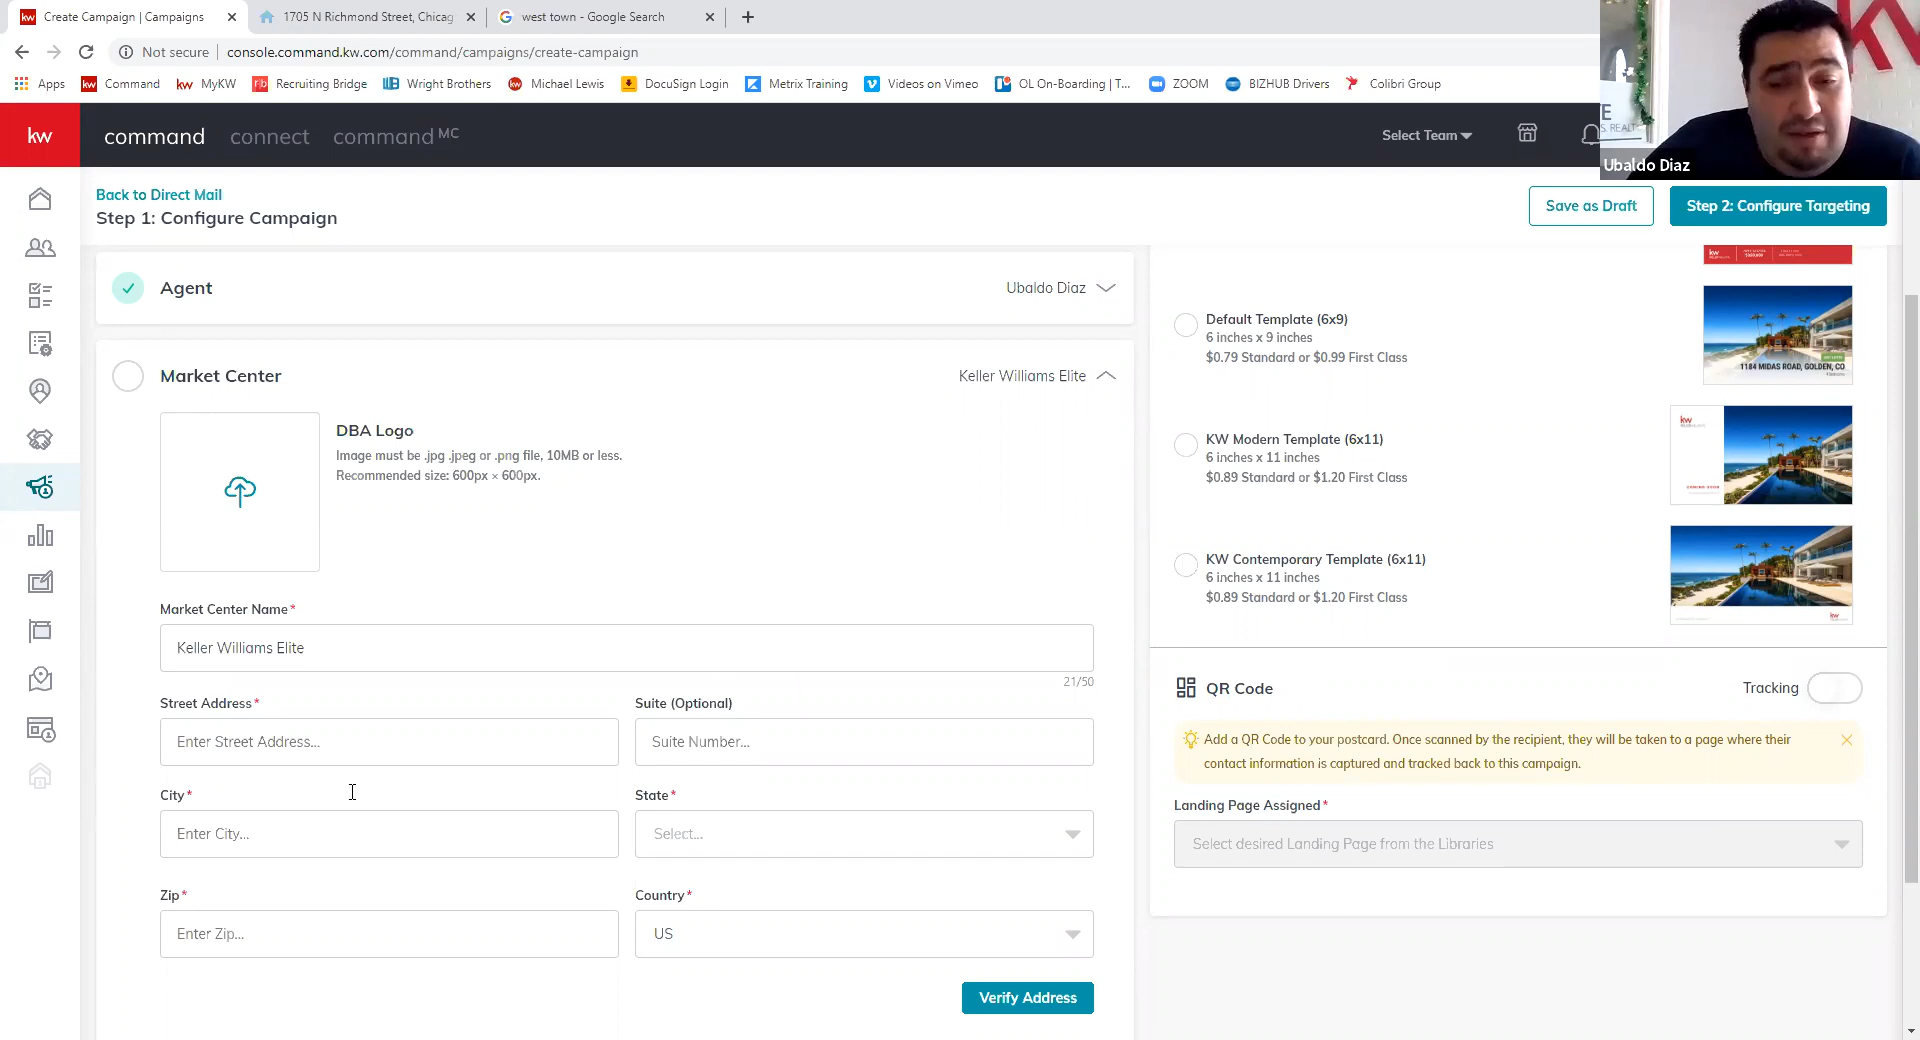 Create Campaign | Campaigns
1705 N Richmond Street, Chicag
west town - Google Search
Not secure
console.command.kw.com/command/campaigns/create-campaign
Apps
Command
MyKW
Recruiting Bridge
Wright Brothers
Michael Lewis
DocuSign Login
Metrix Training
Videos on Vimeo
OL On-Boarding | T...
ZOOM
BIZHUB Drivers
Colibri Group
kw
command
connect
command MC
Select Team
E
S. REALT
Ubaldo Diaz
Back to Direct Mail
Step 1: Configure Campaign
Save as Draft
Step 2: Configure Targeting
Agent
Ubaldo Diaz
Market Center
Keller Williams Elite
DBA Logo
Image must be .jpg .jpeg or .png file, 10MB or less.
Recommended size: 600px × 600px.
Market Center Name*
Keller Williams Elite
21/50
Street Address*
Enter Street Address...
Suite (Optional)
Suite Number...
City*
Enter City...
State*
Select...
Zip*
Enter Zip...
Country*
US
Verify Address
Default Template (6x9)
6 inches x 9 inches
$0.79 Standard or $0.99 First Class
1184 MIDAS ROAD, GOLDEN, CO
KW Modern Template (6x11)
6 inches x 11 inches
$0.89 Standard or $1.20 First Class
KW Contemporary Template (6x11)
6 inches x 11 inches
$0.89 Standard or $1.20 First Class
QR Code
Tracking
Add a QR Code to your postcard. Once scanned by the recipient, they will be taken to a page where their
contact information is captured and tracked back to this campaign.
Landing Page Assigned*
Select desired Landing Page from the Libraries